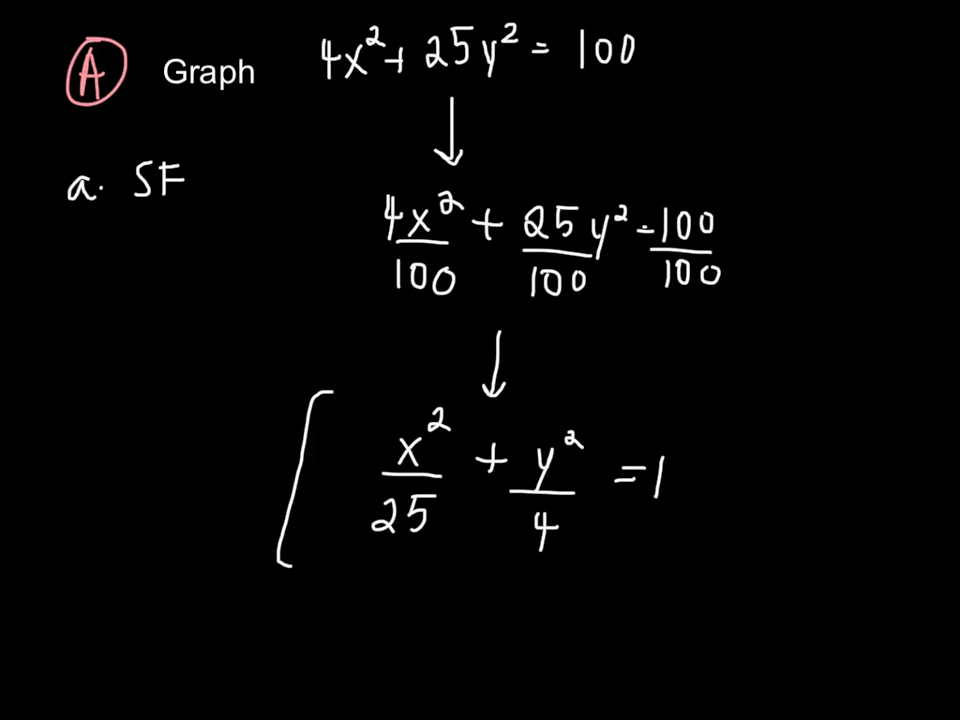 A Graph 4x² + 25y² = 100
a. SF
4x²/100 + 25y²/100 = 100/100
x²/25 + y²/4 = 1